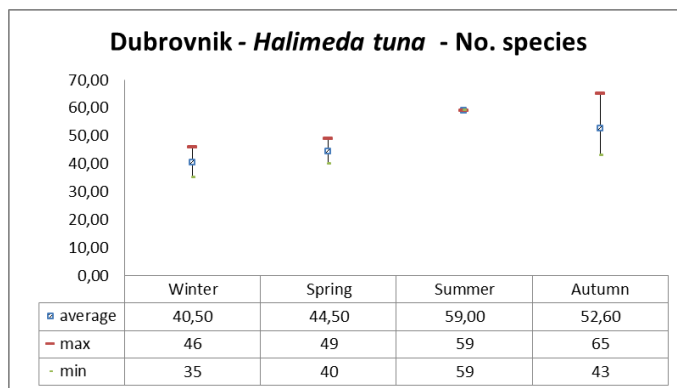 Dubrovnik - Halimeda tuna - No. species
70,00
60,00
50,00
40,00
30,00
20,00
10,00
0,00
Winter Spring Summer Autumn
average 40,50 44,50 59,00 52,60
max 46 49 59 65
min 35 40 59 43